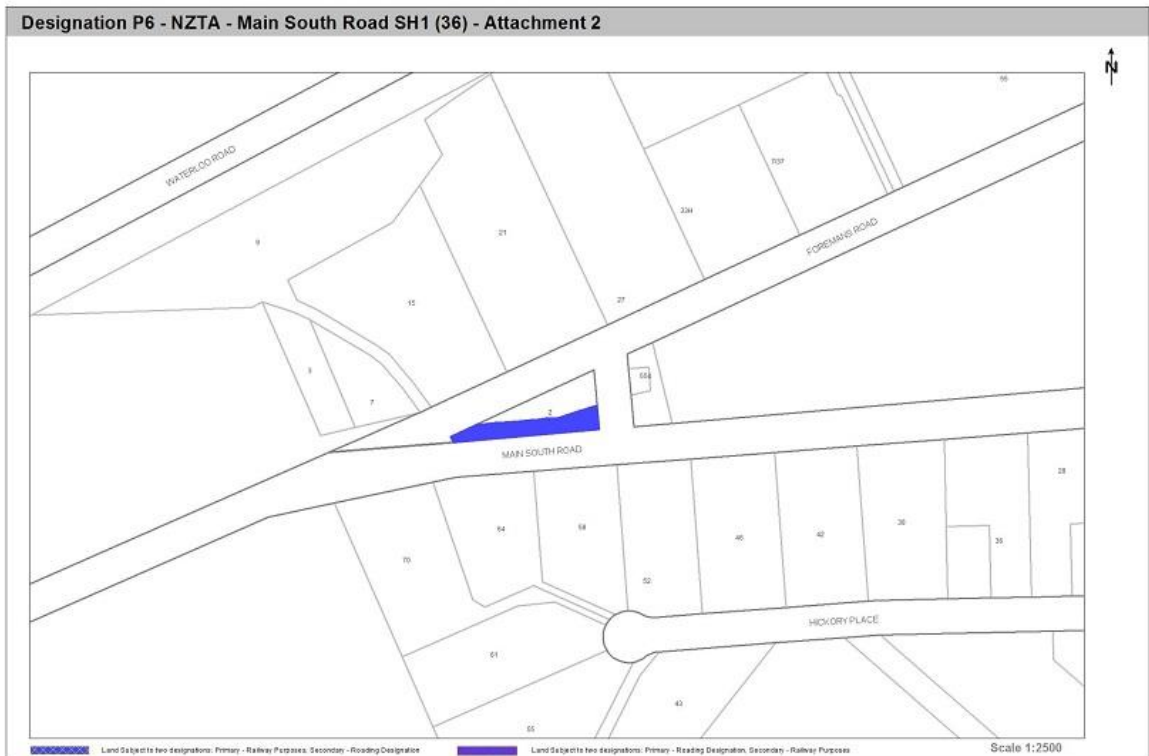 Designation P6 - NZTA - Main South Road SH1 (36) - Attachment 2
N
WATERLOO ROAD
FOREMANS ROAD
9
21
27
15
7
2
MAIN SOUTH ROAD
70
64
58
52
46
42
36
28
HICKORY PLACE
61
55
43
Land Subject to two designations: Primary - Railway Purposes, Secondary - Roading Designation
Land Subject to two designations: Primary - Roading Designation, Secondary - Railway Purposes
Scale 1:2500